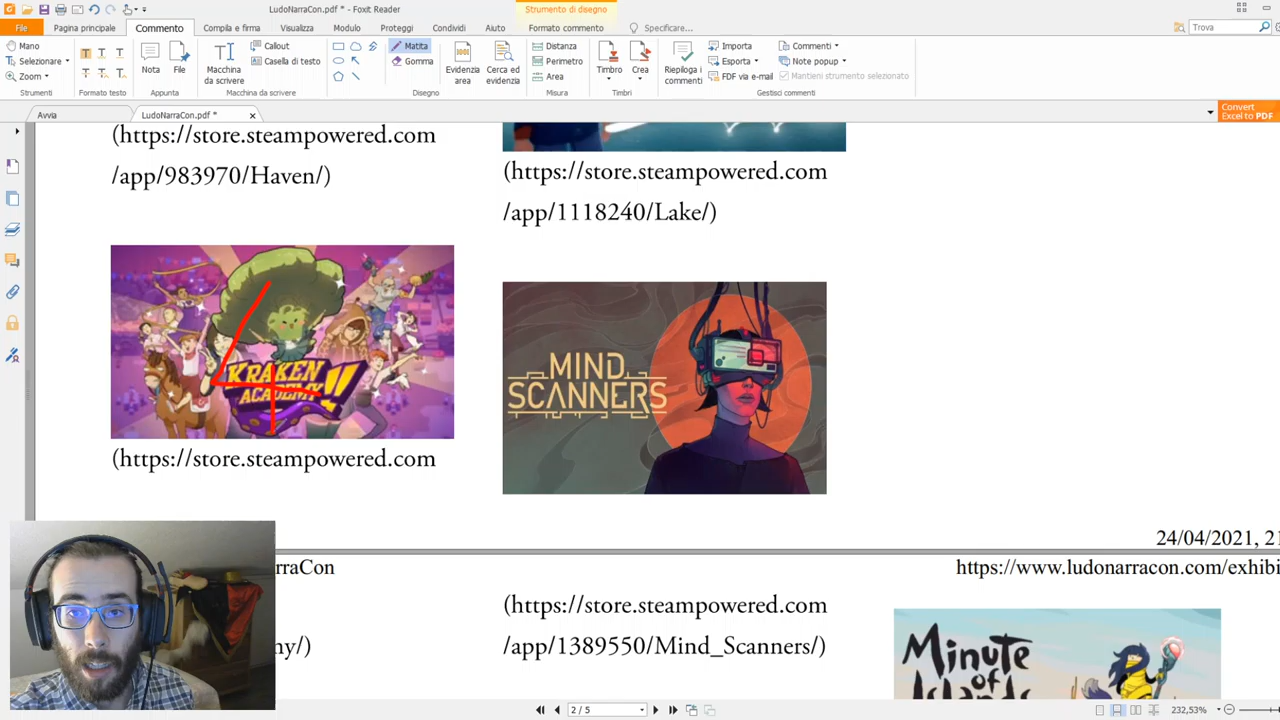 LudoNarraCon.pdf * - Foxit Reader
Strumento di disegno
File
Pagina principale
Commento
Compila e firma
Visualizza
Modulo
Proteggi
Condividi
Aiuto
Formato commento
Specificare...
Trova
Mano
Selezionare
Zoom
Strumenti
Formato testo
Nota
File
Appunta
Macchina
da scrivere
Callout
Casella di testo
Macchina da scrivere
Matita
Gomma
Disegno
Evidenzia
area
Cerca ed
evidenzia
Distanza
Perimetro
Area
Misura
Timbro
Crea
Timbri
Riepiloga i
commenti
Importa
Esporta
FDF via e-mail
Commenti
Note popup
Mantieni strumento selezionato
Gestisci commenti
Avvia
LudoNarraCon.pdf *
Convert
Excel to PDF
(https://store.steampowered.com
/app/983970/Haven/)
(https://store.steampowered.com
/app/1118240/Lake/)
KRAKEN
ACADEMY!!
4
(https://store.steampowered.com
MIND
SCANNERS
24/04/2021, 21
rraCon
https://www.ludonarracon.com/exhibi
ny/)
(https://store.steampowered.com
/app/1389550/Mind_Scanners/)
Minute
of
Islands
2 / 5
232,53%